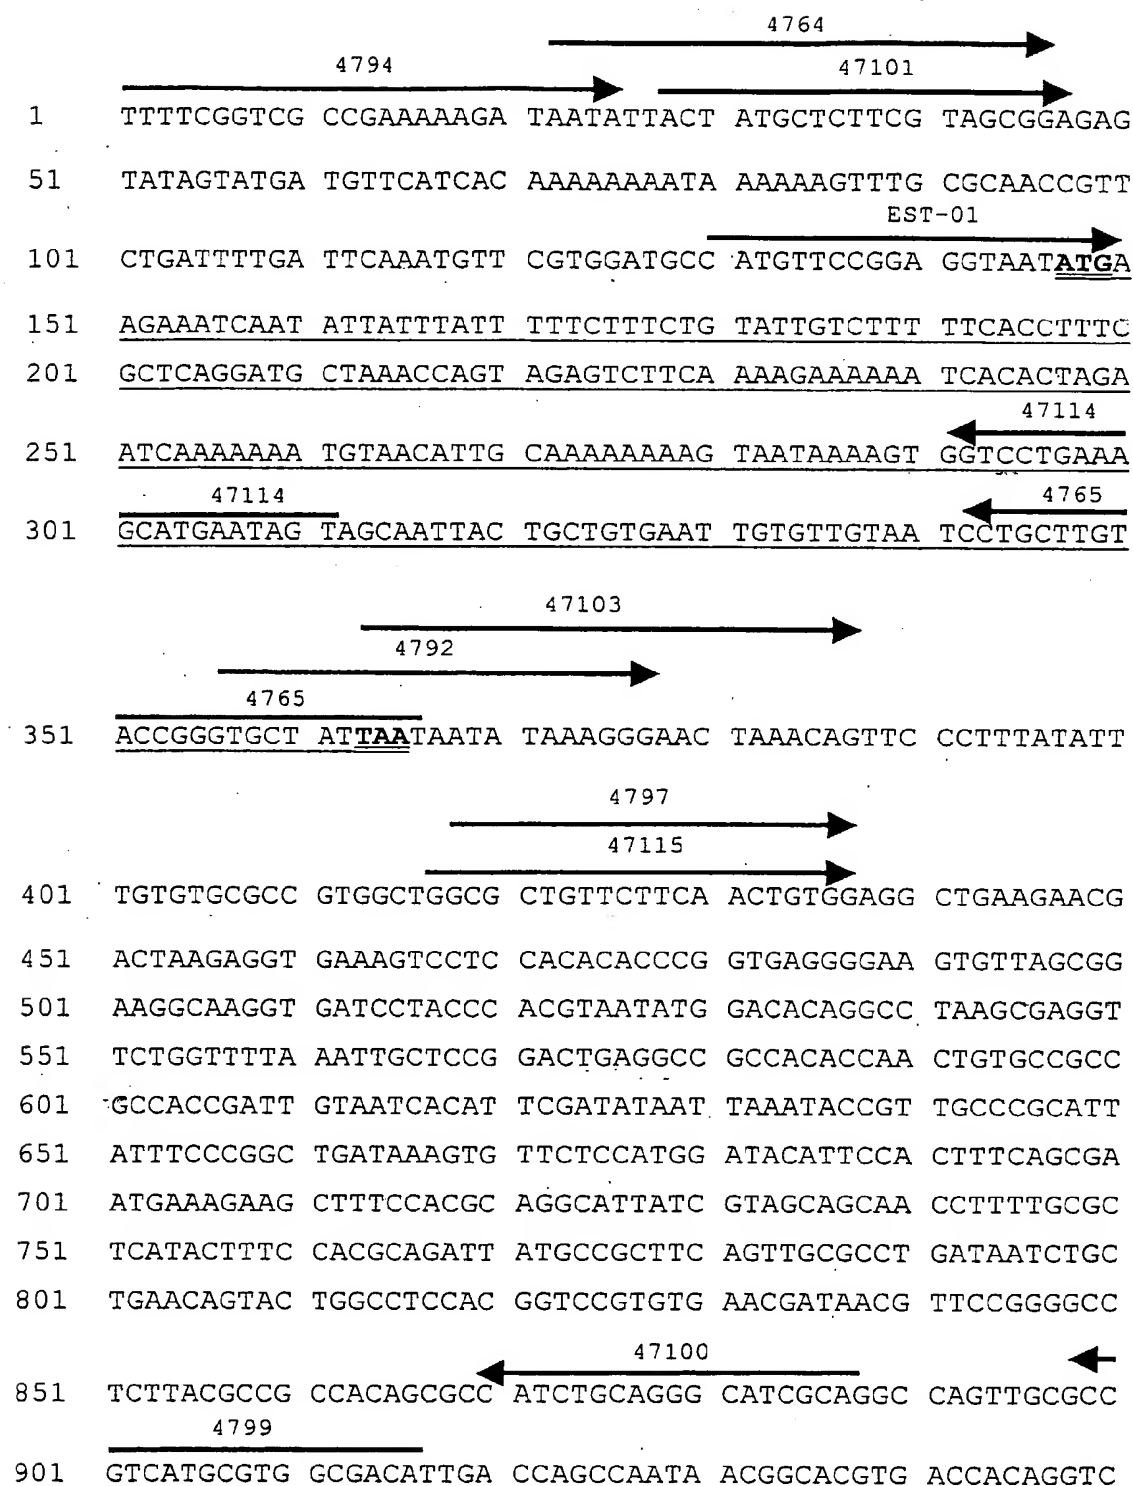 4764
4794 47101
1 TTTTCGGTCG CCGAAAAAGA TAATATTACT ATGCTCTTCG TAGCGGAGAG
51 TATAGTATGA TGTTCATCAC AAAAAAAATA AAAAAGTTTG CGCAACCGTT
EST-01
101 CTGATTTTGA TTCAAATGTT CGTGGATGCC ATGTTCCGGA GGTAATATGA
151 AGAAATCAAT ATTATTTATT TTTCTTTCTG TATTGTCTTT TTCACCTTTC
201 GCTCAGGATG CTAAACCAGT AGAGTCTTCA AAAGAAAAAA TCACACTAGA
47114
251 ATCAAAAAAA TGTAACATTG CAAAAAAAAG TAATAAAAGT GGTCCTGAAA
47114 4765
301 GCATGAATAG TAGCAATTAC TGCTGTGAAT TGTGTTGTAA TCCTGCTTGT
47103
4792
4765
351 ACCGGGTGCT ATTAATAATA TAAAGGGAAC TAAACAGTTC CCTTTATATT
4797
47115
401 TGTGTGCGCC GTGGCTGGCG CTGTTCTTCA ACTGTGGAGG CTGAAGAACG
451 ACTAAGAGGT GAAAGTCCTC CACACACCCG GTGAGGGGAA GTGTTAGCGG
501 AAGGCAAGGT GATCCTACCC ACGTAATATG GACACAGGCC TAAGCGAGGT
551 TCTGGTTTTA AATTGCTCCG GACTGAGGCC GCCACACCAA CTGTGCCGCC
601 GCCACCGATT GTAATCACAT TCGATATAAT TAAATACCGT TGCCCGCATT
651 ATTTCCCGGC TGATAAAGTG TTCTCCATGG ATACATTCCA CTTTCAGCGA
701 ATGAAAGAAG CTTTCCACGC AGGCATTATC GTAGCAGCAA CCTTTTGCGC
751 TCATACTTTC CACGCAGATT ATGCCGCTTC AGTTGCGCCT GATAATCTGC
801 TGAACAGTAC TGGCCTCCAC GGTCCGTGTG AACGATAACG TTCCGGGGCC
47100
851 TCTTACGCCG CCACAGCGCC ATCTGCAGGG CATCGCAGGC CAGTTGCGCC
4799
901 GTCATGCGTG GCGACATTGA CCAGCCAATA ACGGCACGTG ACCACAGGTC